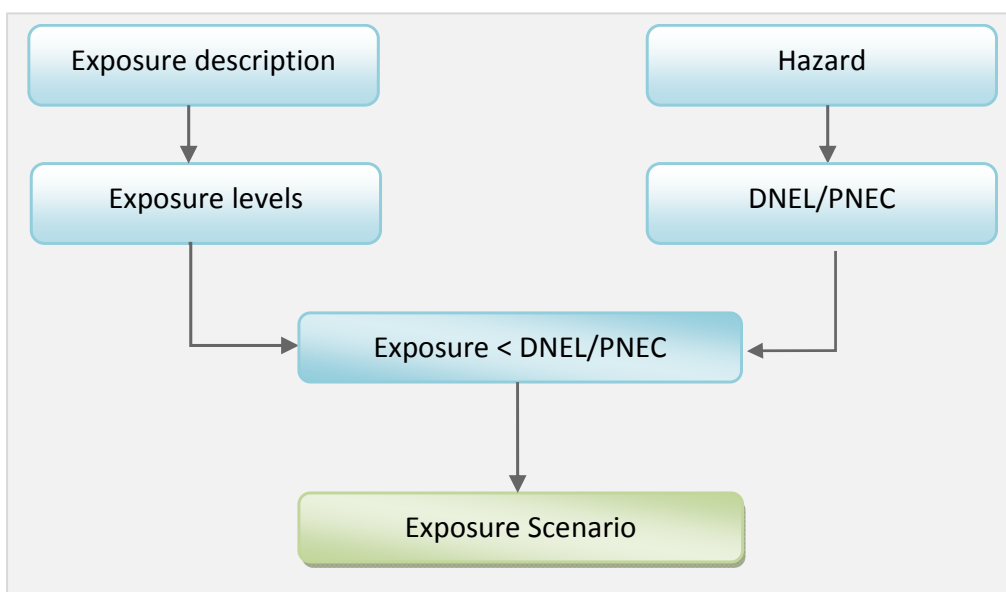 Exposure description
Hazard
Exposure levels
DNEL/PNEC
Exposure < DNEL/PNEC
Exposure Scenario